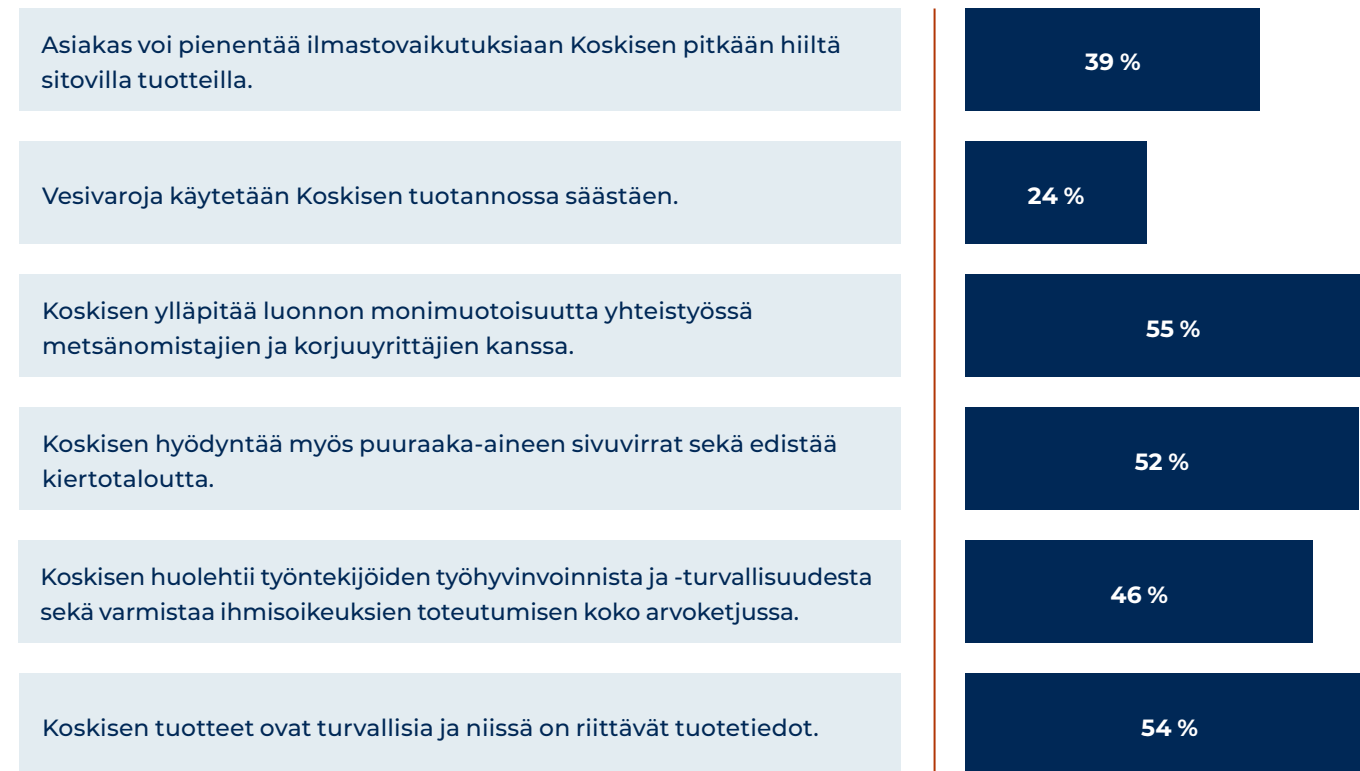 Asiakas voi pienentää ilmastovaikutuksiaan Koskisen pitkään hiiltä
sitovilla tuotteilla.
39 %
Vesivaroja käytetään Koskisen tuotannossa säästäen.
24 %
Koskisen ylläpitää luonnon monimuotoisuutta yhteistyössä
metsänomistajien ja korjuuyrittäjien kanssa.
55 %
Koskisen hyödyntää myös puuraaka-aineen sivuvirrat sekä edistää
kiertotaloutta.
52 %
Koskisen huolehtii työntekijöiden työhyvinvoinnista ja -turvallisuudesta
sekä varmistaa ihmisoikeuksien toteutumisen koko arvoketjussa.
46 %
Koskisen tuotteet ovat turvallisia ja niissä on riittävät tuotetiedot.
54 %